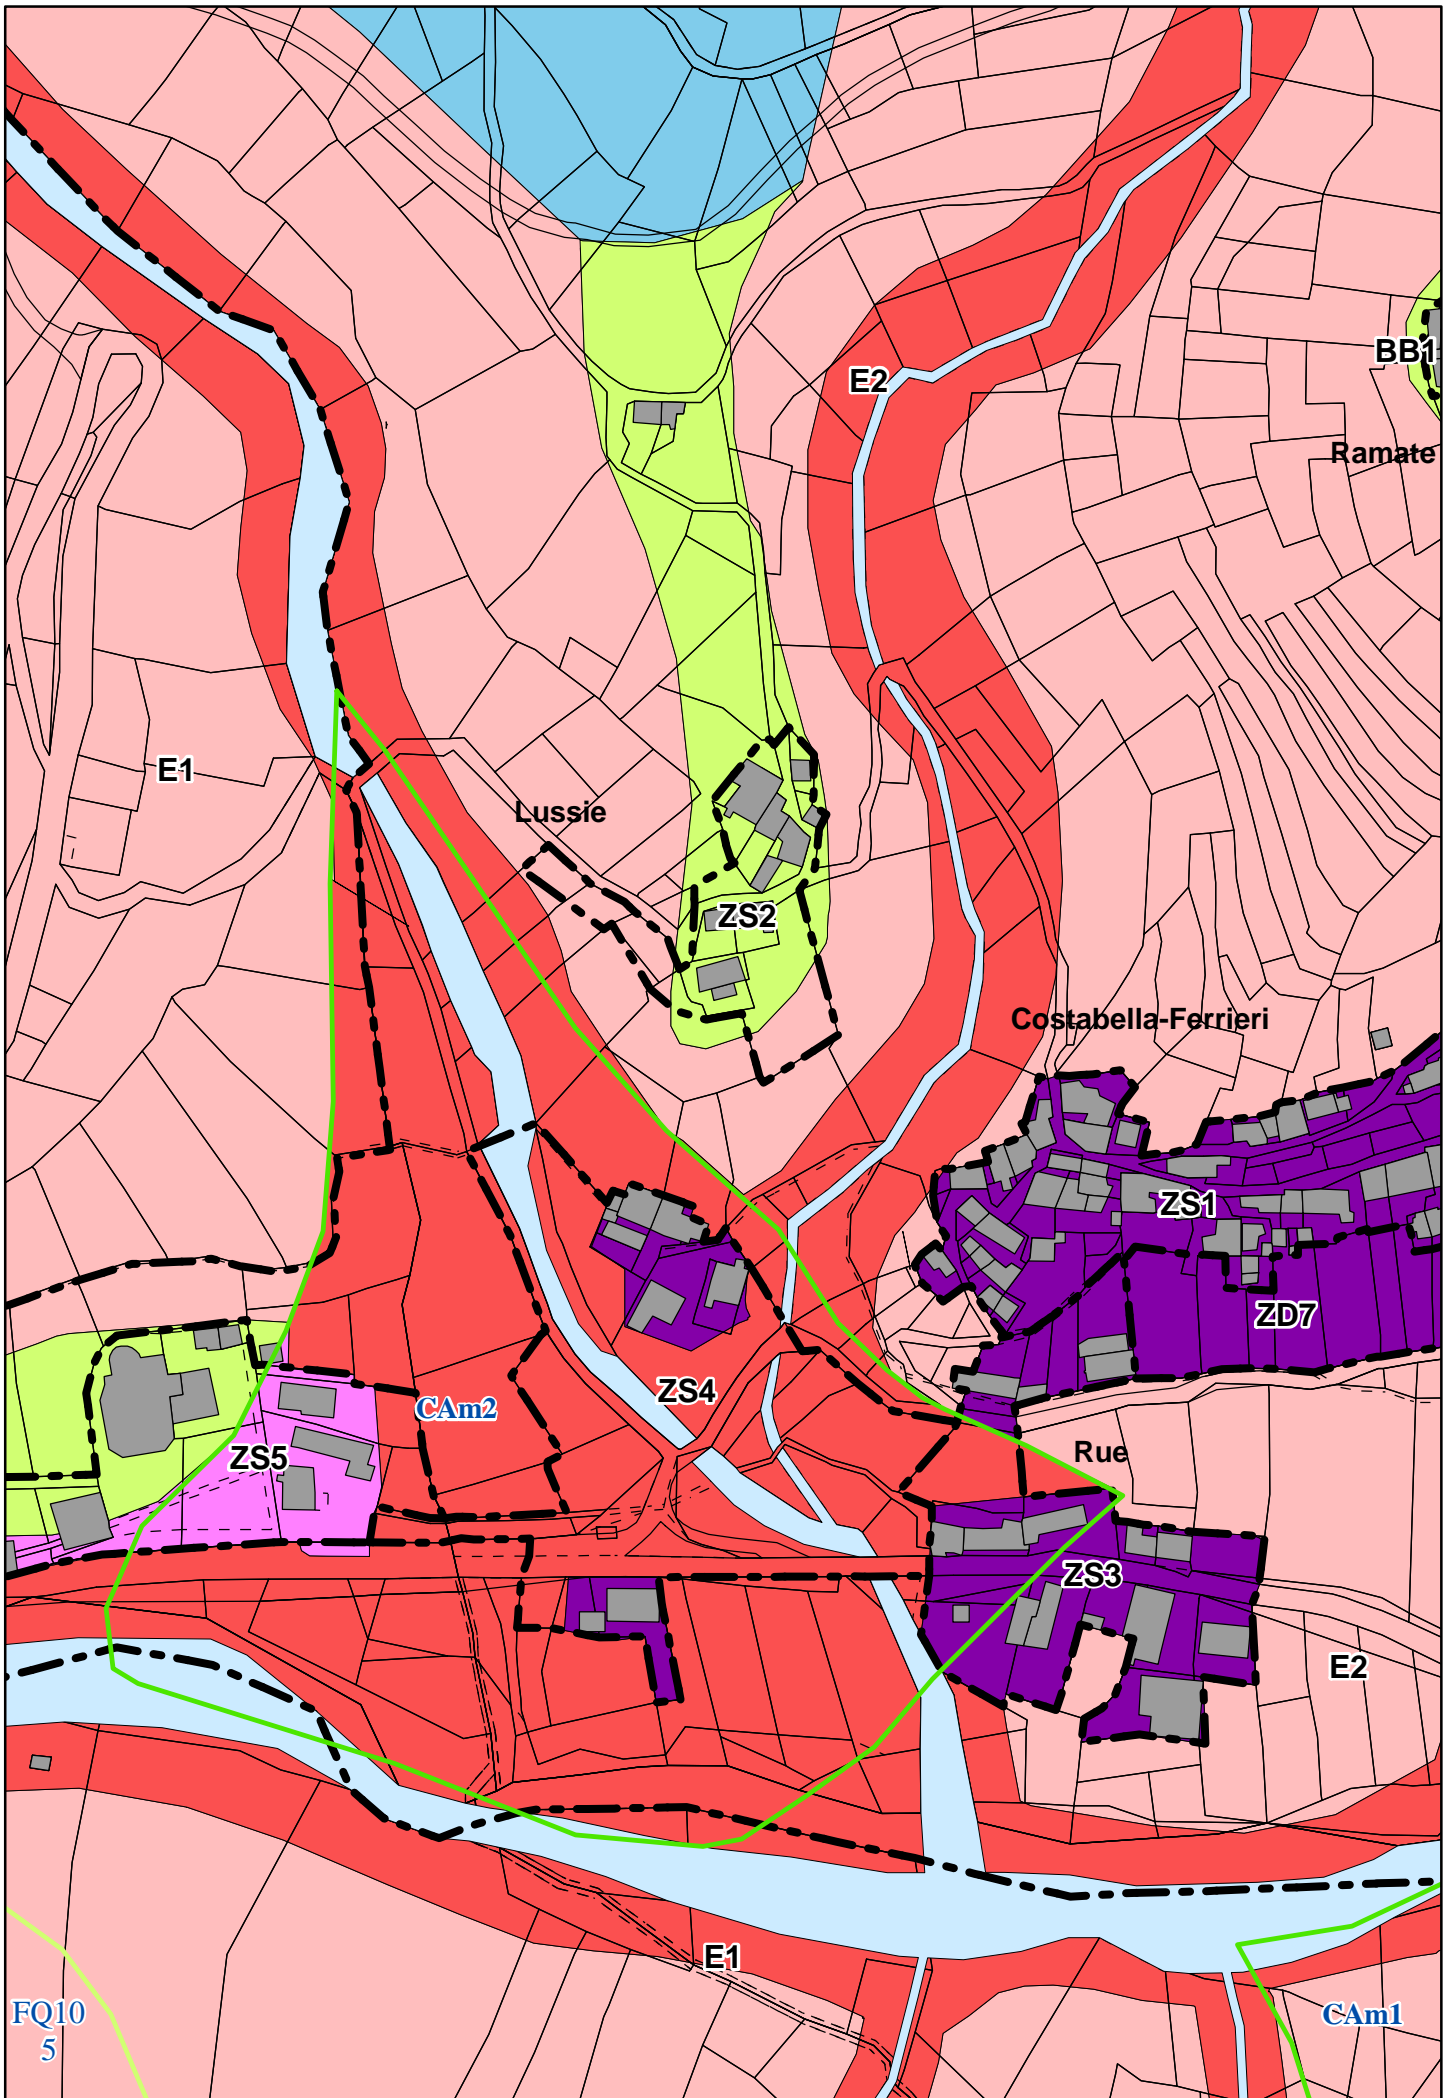 BB1
E2
Ramate
E1
Lussie
ZS2
Costabella-Ferrieri
ZS1
ZD7
ZS4
CAm2
Rue
ZS5
ZS3
E2
E1
FQ10
5
CAm1